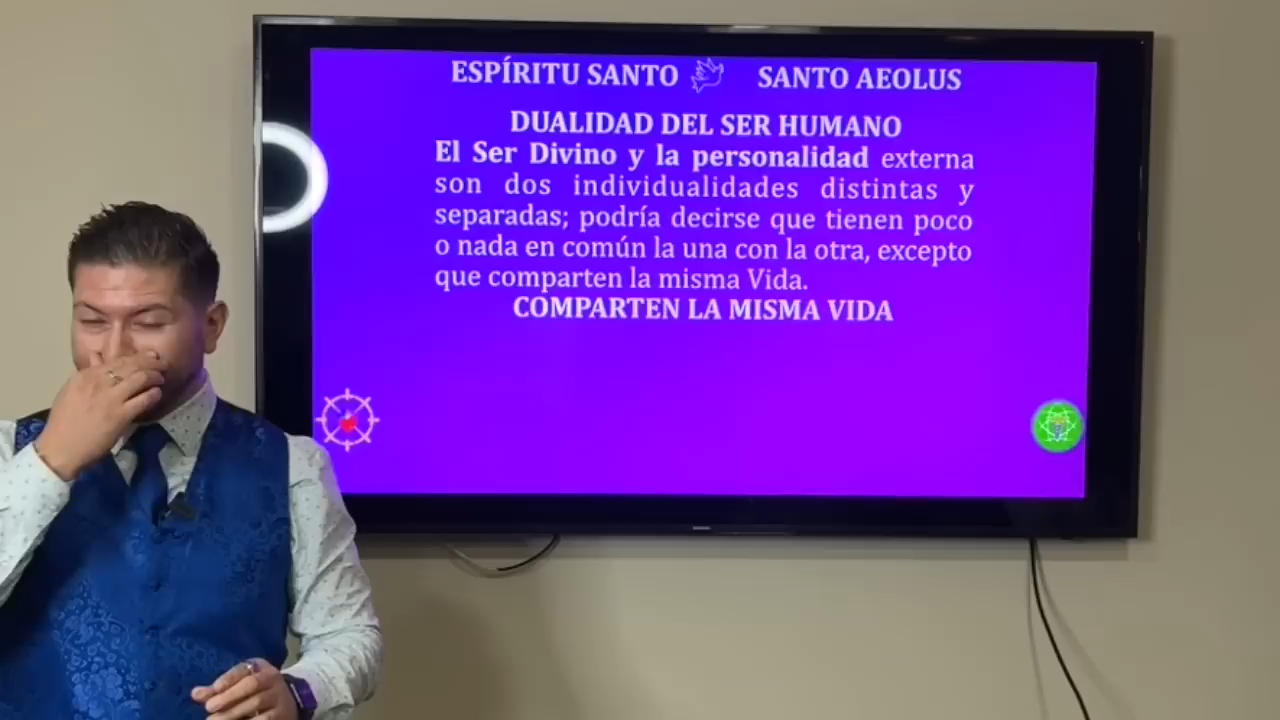 ESPÍRITU SANTO SANTO AEOLUS
DUALIDAD DEL SER HUMANO
El Ser Divino y la personalidad externa
son dos individualidades distintas y
separadas; podría decirse que tienen poco
o nada en común la una con la otra, excepto
que comparten la misma Vida.
COMPARTEN LA MISMA VIDA